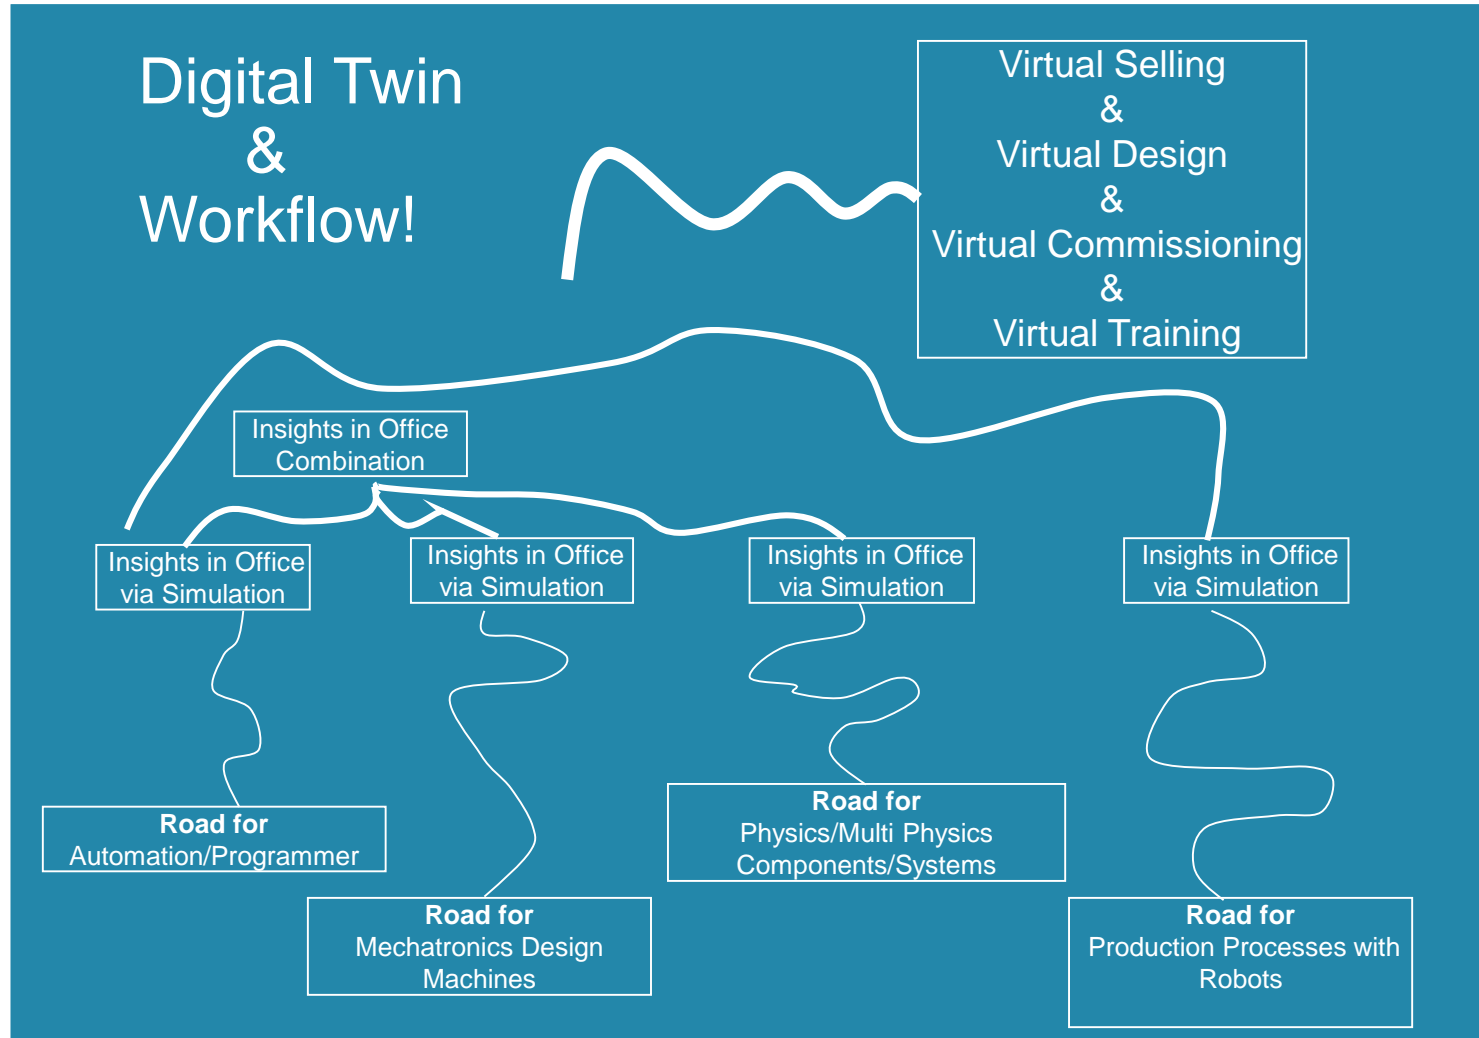 Digital Twin
&
Workflow!
Virtual Selling
&
Virtual Design
&
Virtual Commissioning
&
Virtual Training
Insights in Office
Combination
Insights in Office
via Simulation
Insights in Office
via Simulation
Insights in Office
via Simulation
Insights in Office
via Simulation
Road for
Automation/Programmer
Road for
Mechatronics Design
Machines
Road for
Physics/Multi Physics
Components/Systems
Road for
Production Processes with
Robots